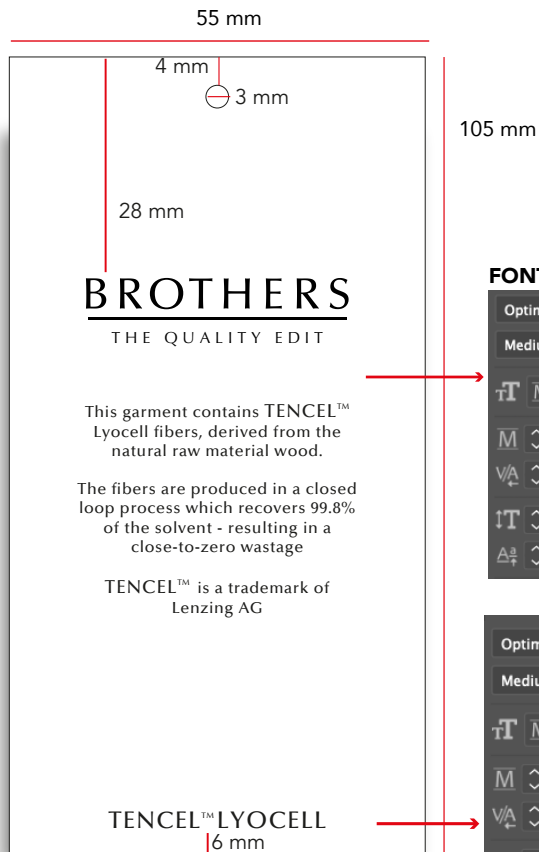 55 mm
4 mm
3 mm
105 mm
28 mm
BROTHERS
THE QUALITY EDIT
This garment contains TENCEL™
Lyocell fibers, derived from the
natural raw material wood.
The fibers are produced in a closed
loop process which recovers 99.8%
of the solvent - resulting in a
close-to-zero wastage
TENCEL™ is a trademark of
Lenzing AG
TENCEL™LYOCELL
6 mm